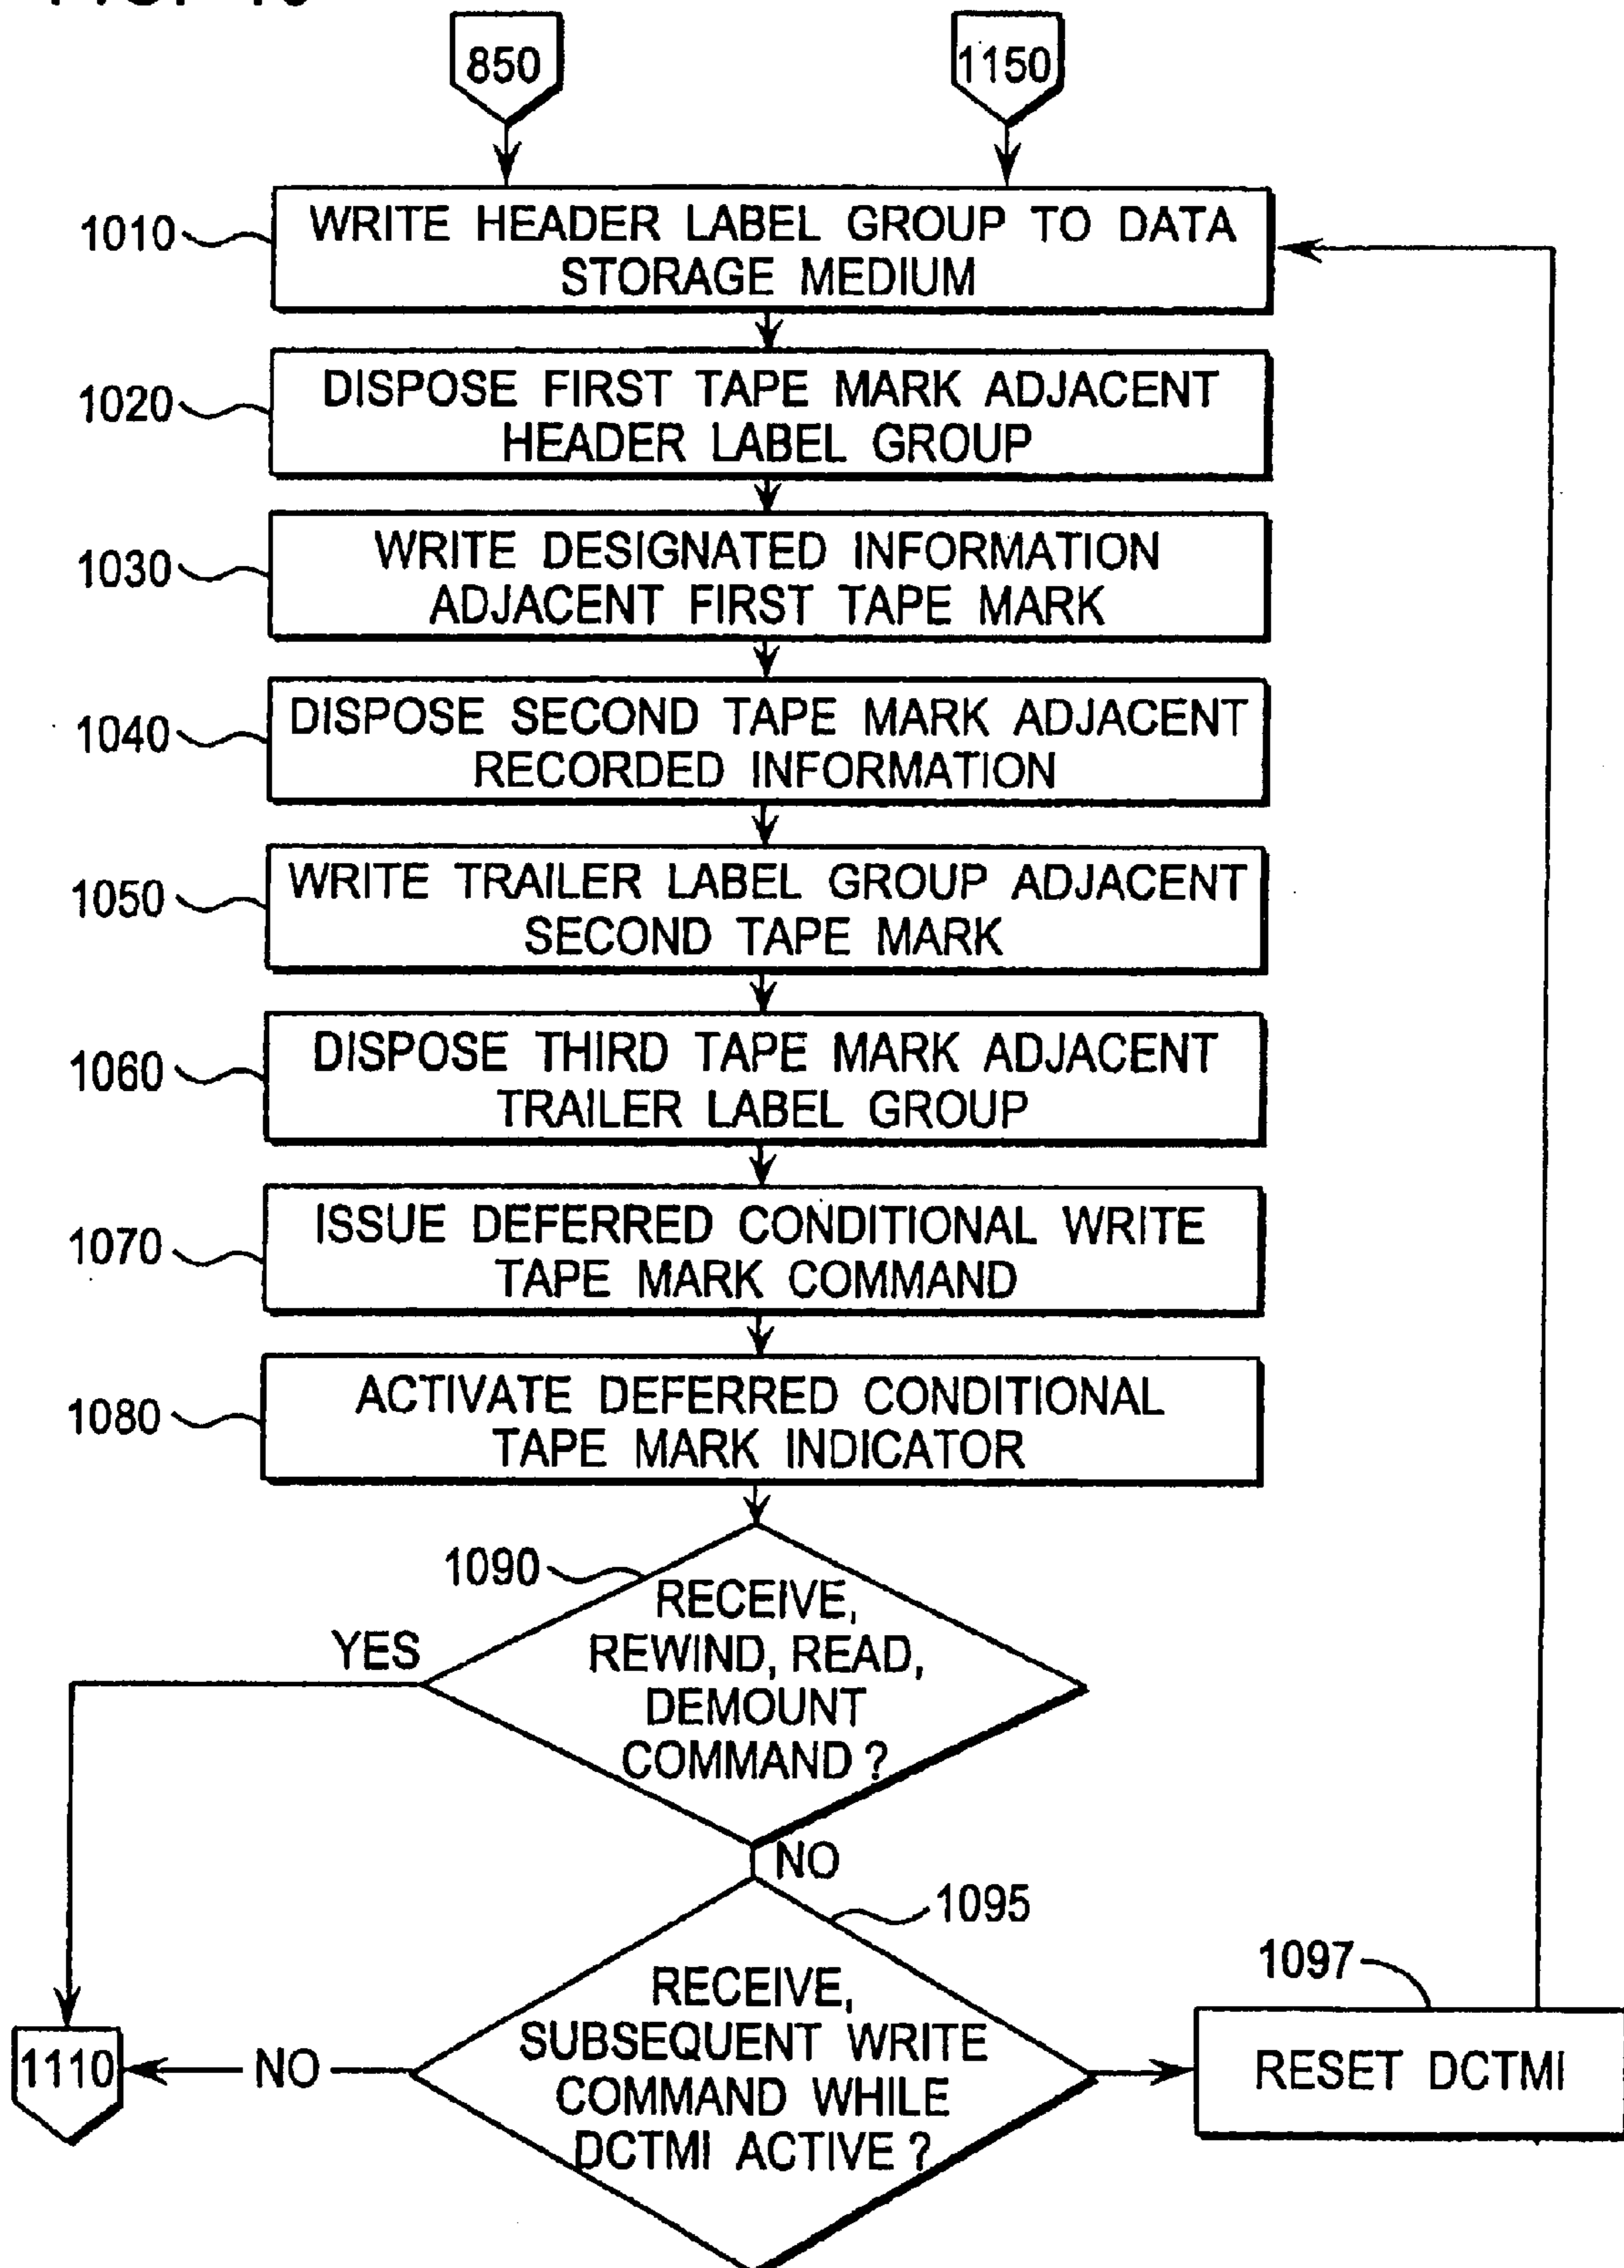 850
1150
1010
WRITE HEADER LABEL GROUP TO DATA
STORAGE MEDIUM
1020
DISPOSE FIRST TAPE MARK ADJACENT
HEADER LABEL GROUP
1030
WRITE DESIGNATED INFORMATION
ADJACENT FIRST TAPE MARK
1040
DISPOSE SECOND TAPE MARK ADJACENT
RECORDED INFORMATION
1050
WRITE TRAILER LABEL GROUP ADJACENT
SECOND TAPE MARK
1060
DISPOSE THIRD TAPE MARK ADJACENT
TRAILER LABEL GROUP
1070
ISSUE DEFERRED CONDITIONAL WRITE
TAPE MARK COMMAND
1080
ACTIVATE DEFERRED CONDITIONAL
TAPE MARK INDICATOR
1090
RECEIVE,
REWIND, READ,
DEMOUNT
COMMAND ?
YES
NO
1095
RECEIVE,
SUBSEQUENT WRITE
COMMAND WHILE
DCTMI ACTIVE ?
NO
1110
1097
RESET DCTMI